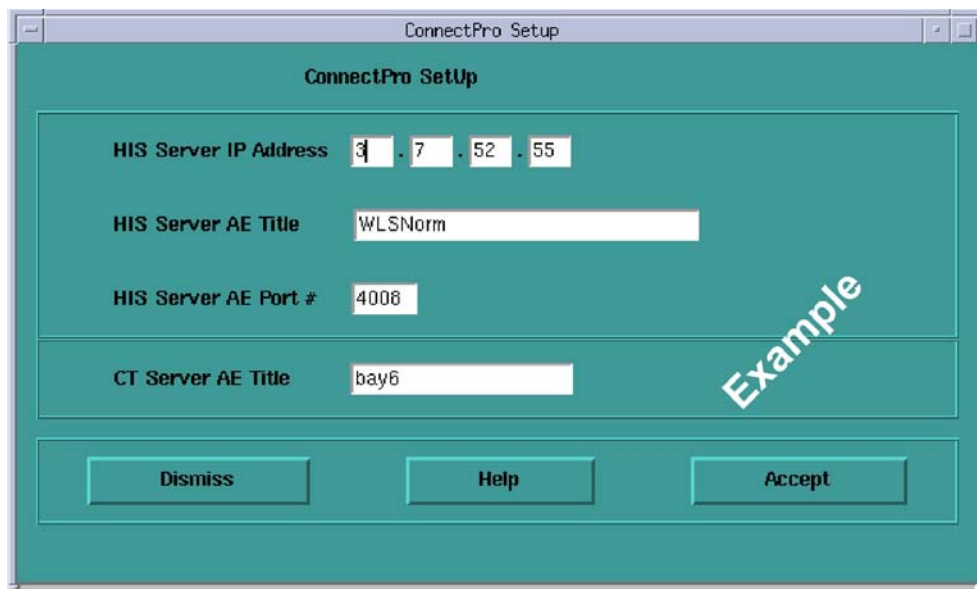 ConnectPro Setup
ConnectPro SetUp
HIS Server IP Address 3 . 7 . 52 . 55
HIS Server AE Title WLSNorm
HIS Server AE Port # 4008
Example
CT Server AE Title bay6
Dismiss Help Accept